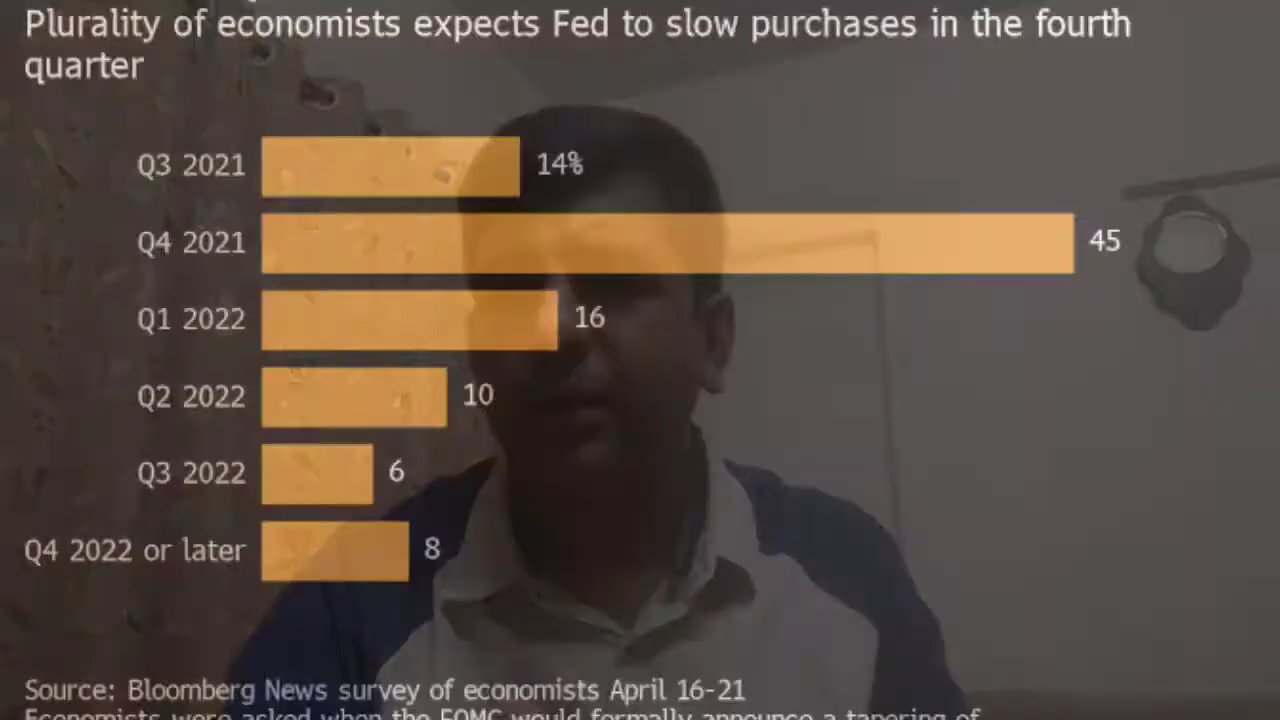 Plurality of economists expects Fed to slow purchases in the fourth
quarter
Q3 2021 14%
Q4 2021 45
Q1 2022 16
Q2 2022 10
Q3 2022 6
Q4 2022 or later 8
Source: Bloomberg News survey of economists April 16-21
Economists were asked when the FOMC would formally announce a tapering of